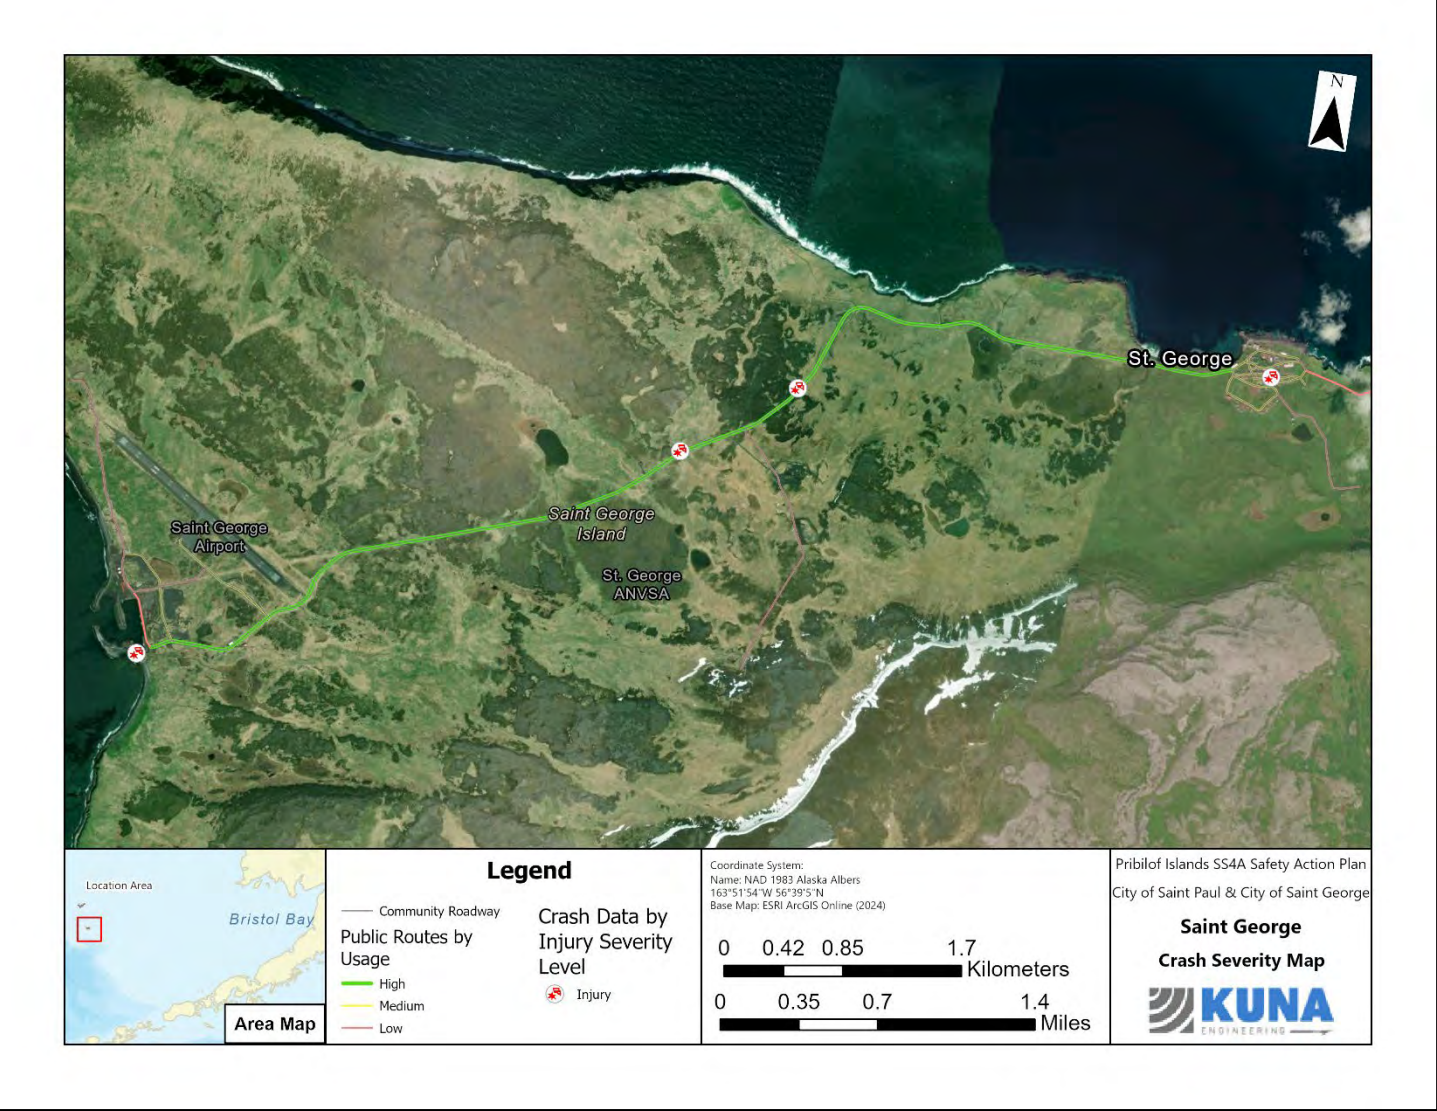 N
St. George
Saint George
Island
Saint George
Airport
St. George
ANVSA
Location Area
Bristol Bay
Area Map
Legend
Community Roadway
Public Routes by
Usage
High
Medium
Low
Crash Data by
Injury Severity
Level
Injury
Coordinate System:
Name: NAD 1983 Alaska Albers
163°51'54"W 56°39'5"N
Base Map: ESRI ArcGIS Online (2024)
0 0.42 0.85 1.7
Kilometers
0 0.35 0.7 1.4
Miles
Pribilof Islands SS4A Safety Action Plan
City of Saint Paul & City of Saint George
Saint George
Crash Severity Map
KUNA
ENGINEERING